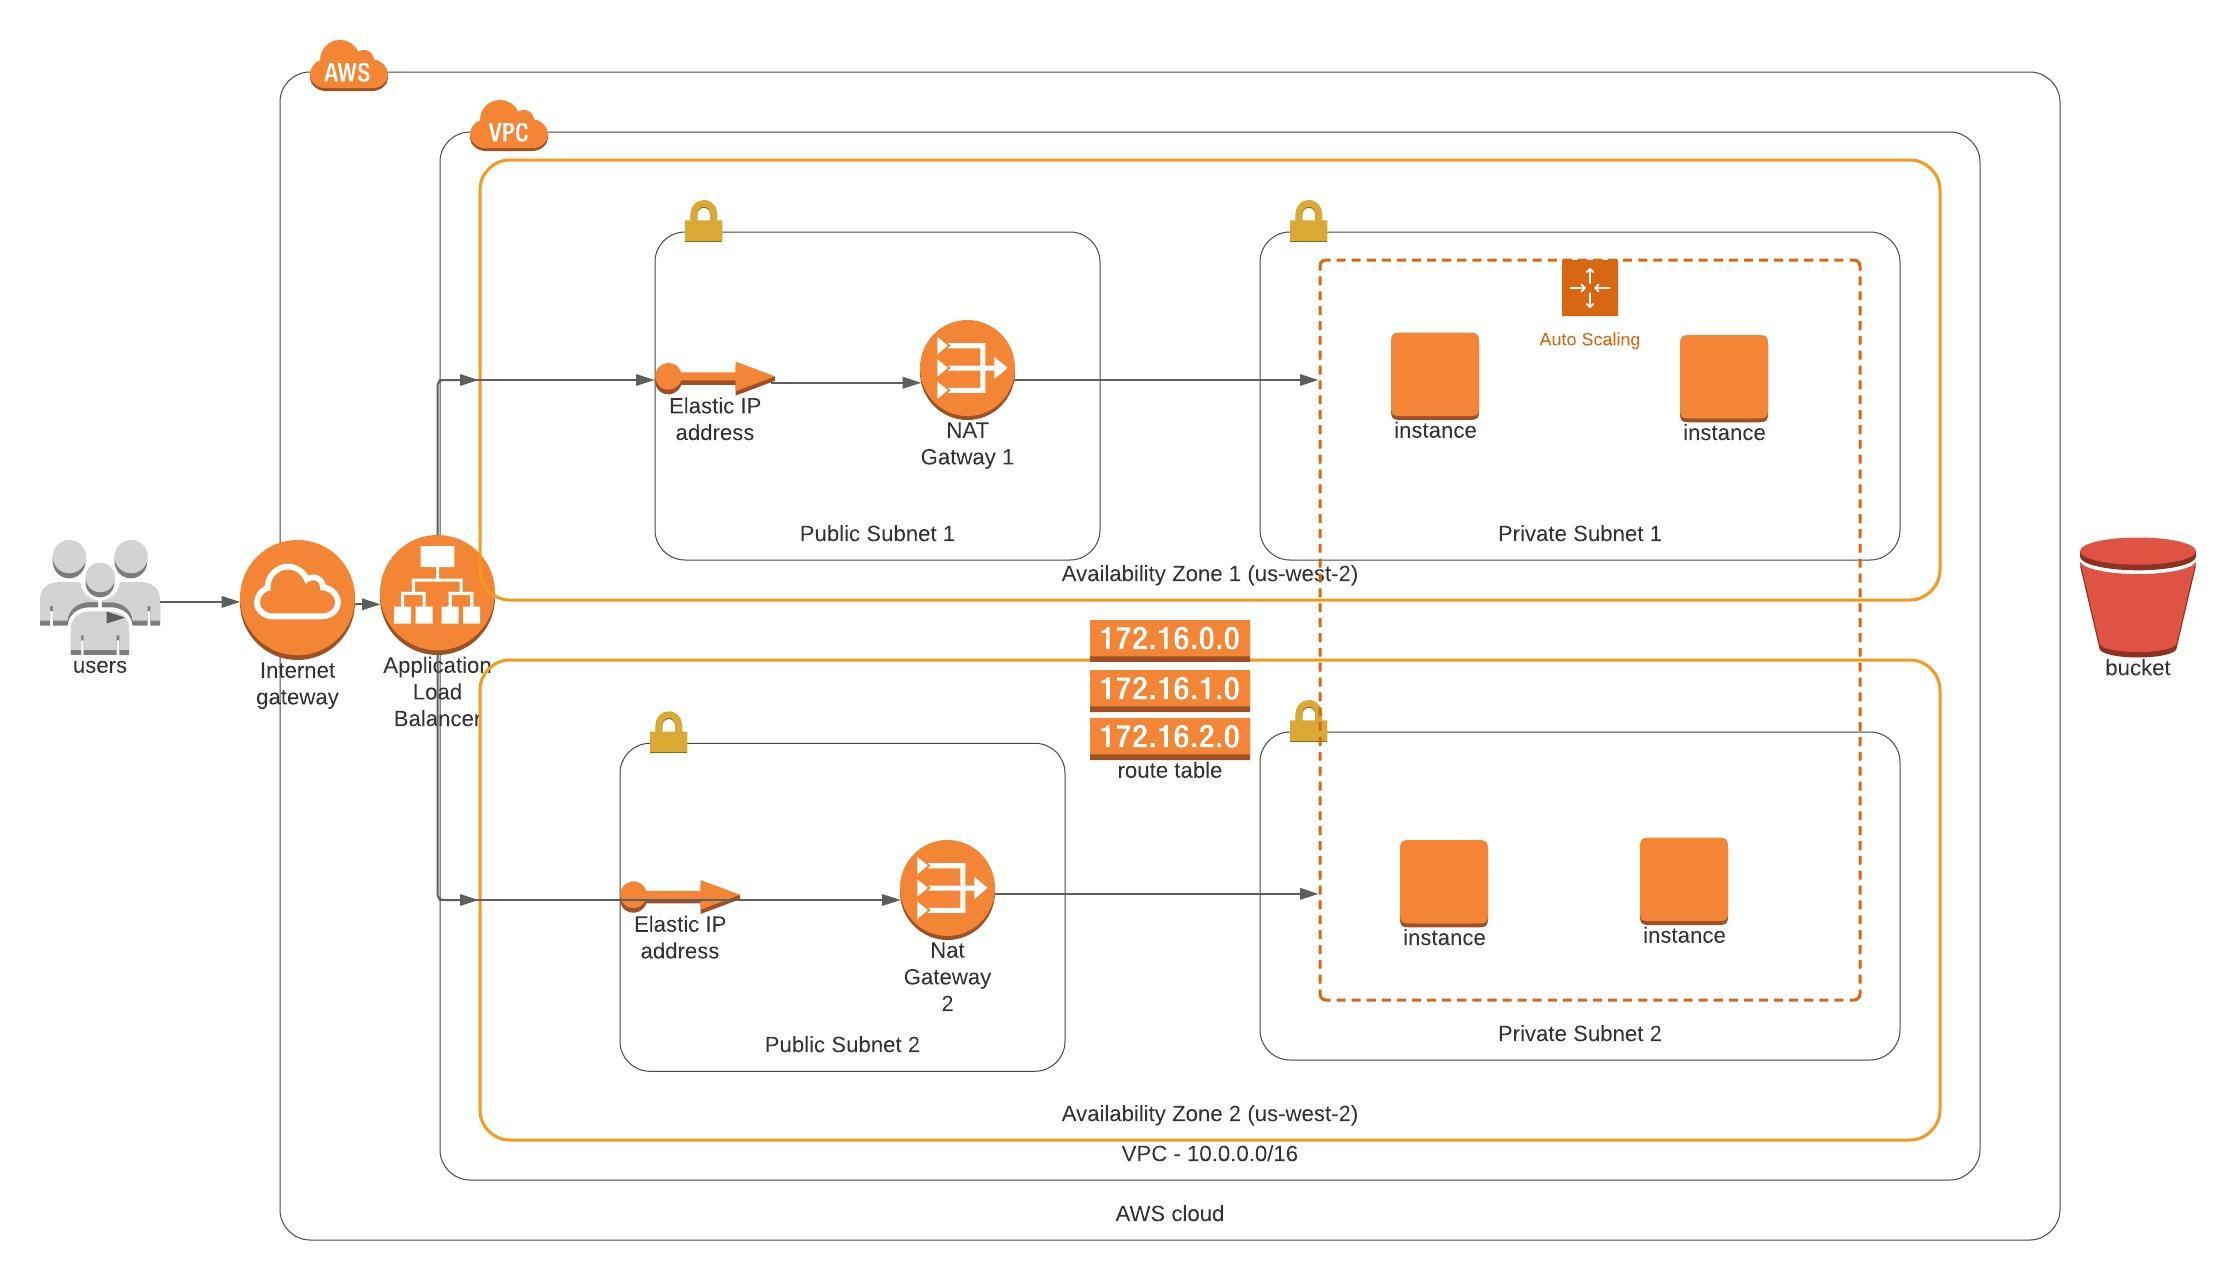 AWS
VPC
Auto Scaling
Elastic IP
address
NAT
Gatway 1
instance
instance
Public Subnet 1
Private Subnet 1
Availability Zone 1 (us-west-2)
users
Internet
gateway
Application
Load
Balancer
172.16.0.0
172.16.1.0
172.16.2.0
route table
bucket
Elastic IP
address
Nat
Gateway
2
instance
instance
Public Subnet 2
Private Subnet 2
Availability Zone 2 (us-west-2)
VPC - 10.0.0.0/16
AWS cloud